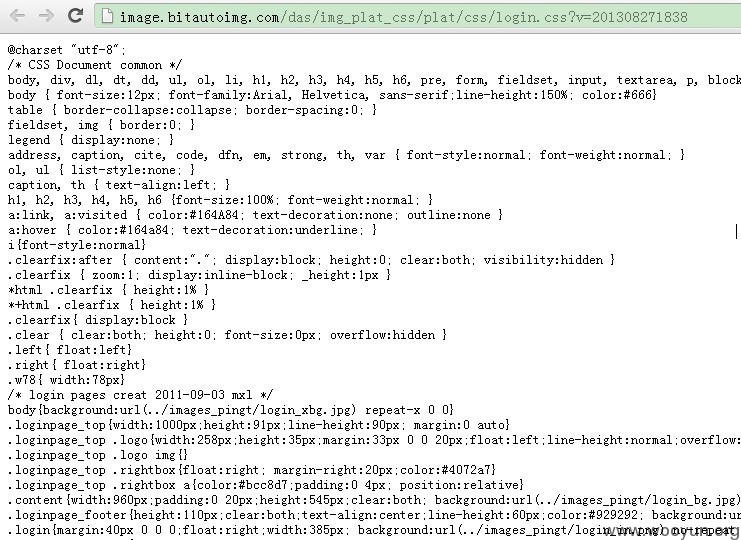 image.bitautoimg.com/das/img_plat_css/plat/css/login.css?v=201308271838
@charset "utf-8";
/* CSS Document common */
body, div, dl, dt, dd, ul, ol, li, h1, h2, h3, h4, h5, h6, pre, form, fieldset, input, textarea, p, block
body { font-size:12px; font-family:Arial, Helvetica, sans-serif;line-height:150%; color:#666}
table { border-collapse:collapse; border-spacing:0; }
fieldset, img { border:0; }
legend { display:none; }
address, caption, cite, code, dfn, em, strong, th, var { font-style:normal; font-weight:normal; }
ol, ul { list-style:none; }
caption, th { text-align:left; }
h1, h2, h3, h4, h5, h6 {font-size:100%; font-weight:normal; }
a:link, a:visited { color:#164A84; text-decoration:none; outline:none }
a:hover { color:#164a84; text-decoration:underline; }
i{font-style:normal}
.clearfix:after { content:"."; display:block; height:0; clear:both; visibility:hidden }
.clearfix { zoom:1; display:inline-block; _height:1px }
*html .clearfix { height:1% }
*+html .clearfix { height:1% }
.clearfix{ display:block }
.clear { clear:both; height:0; font-size:0px; overflow:hidden }
.left{ float:left}
.right{ float:right}
.w78{ width:78px}
/* login pages creat 2011-09-03 mxl */
body{background:url(../images_pingt/login_xbg.jpg) repeat-x 0 0}
.loginpage_top{width:1000px;height:91px;line-height:90px; margin:0 auto}
.loginpage_top .logo{width:258px;height:35px;margin:33px 0 0 20px;float:left;line-height:normal;overflow:
.loginpage_top .logo img{}
.loginpage_top .rightbox{float:right; margin-right:20px;color:#4072a7}
.loginpage_top .rightbox a{color:#bcc8d7;padding:0 4px; position:relative}
.content{width:960px;padding:0 20px;height:545px;clear:both; background:url(../images_pingt/login_bg.jpg)
.loginpage_footer{height:110px;clear:both;text-align:center;line-height:60px;color:#929292; background:ur
.login{margin:40px 0 0 0;float:right;width:385px; background:url(../images_pingt/login_m.png) no-repeat
www.wooyun.org